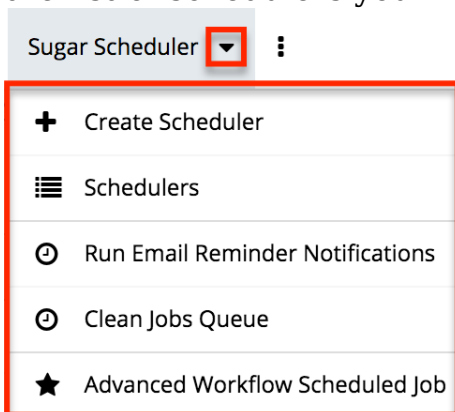 Sugar Scheduler
Create Scheduler
Schedulers
Run Email Reminder Notifications
Clean Jobs Queue
Advanced Workflow Scheduled Job